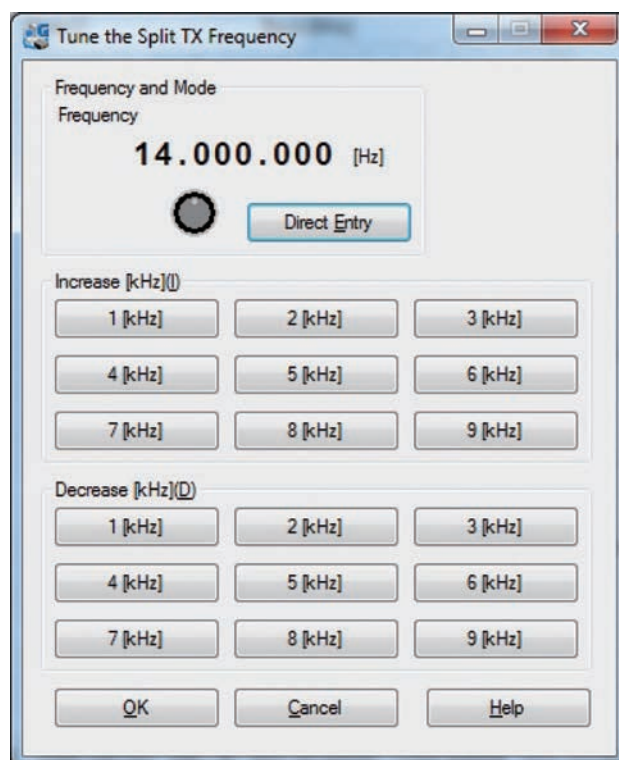 Tune the Split TX Frequency
Frequency and Mode
Frequency
14.000.000 [Hz]
Direct Entry
Increase [kHz](I)
1 [kHz] 2 [kHz] 3 [kHz]
4 [kHz] 5 [kHz] 6 [kHz]
7 [kHz] 8 [kHz] 9 [kHz]
Decrease [kHz](D)
1 [kHz] 2 [kHz] 3 [kHz]
4 [kHz] 5 [kHz] 6 [kHz]
7 [kHz] 8 [kHz] 9 [kHz]
OK Cancel Help